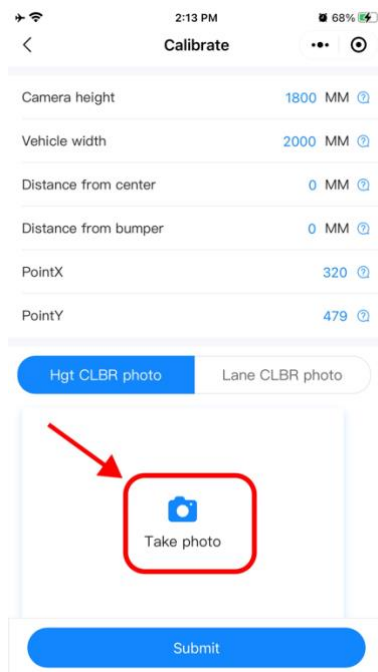 2:13 PM
68%
Calibrate
Camera height 1800 MM
Vehicle width 2000 MM
Distance from center 0 MM
Distance from bumper 0 MM
PointX 320
PointY 479
Hgt CLBR photo Lane CLBR photo
Take photo
Submit